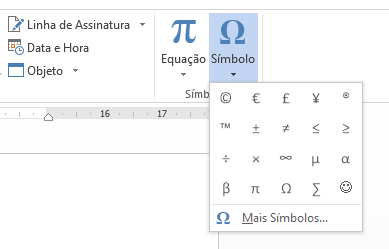 Linha de Assinatura
Data e Hora
Objeto
π
Equação
Ω
Símbolo
Símb
16
17
© € £ ¥ ®
™ ± ≠ ≤ ≥
÷ × ∞ µ α
β π Ω ∑ ☺
Ω Mais Símbolos...